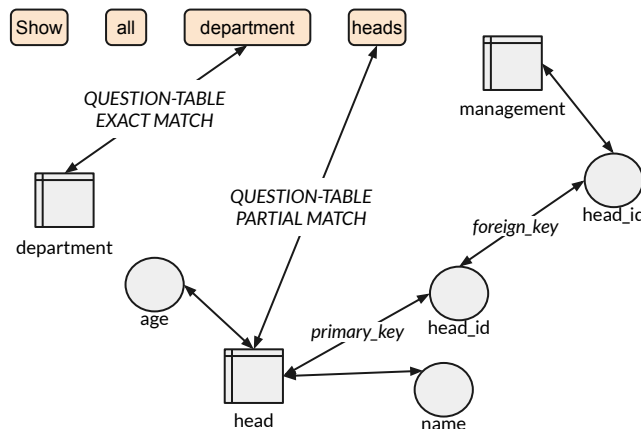 Show all department heads
QUESTION-TABLE
EXACT MATCH
management
QUESTION-TABLE
PARTIAL MATCH
head_id
foreign_key
department
age
primary_key
head_id
head
name